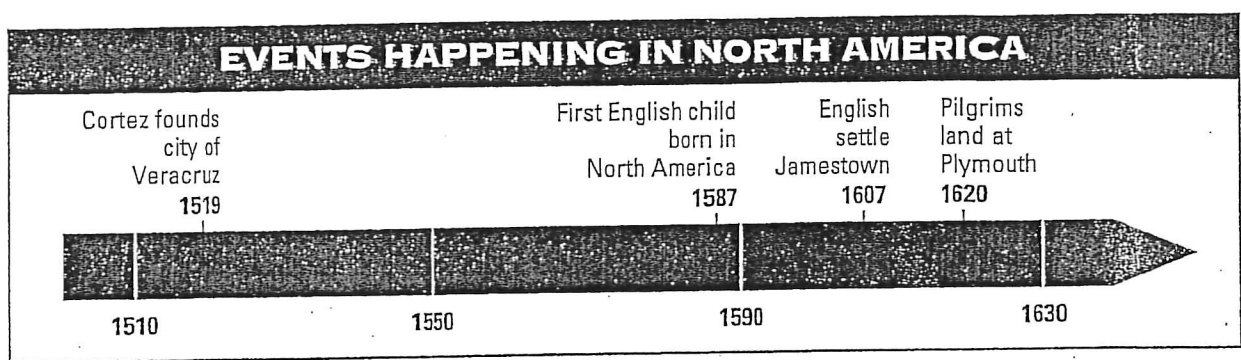 EVENTS HAPPENING IN NORTH AMERICA
Cortez founds
city of
Veracruz
1519
First English child
born in
North America
1587
English
settle
Jamestown
1607
Pilgrims
land at
Plymouth
1620
1510
1550
1590
1630